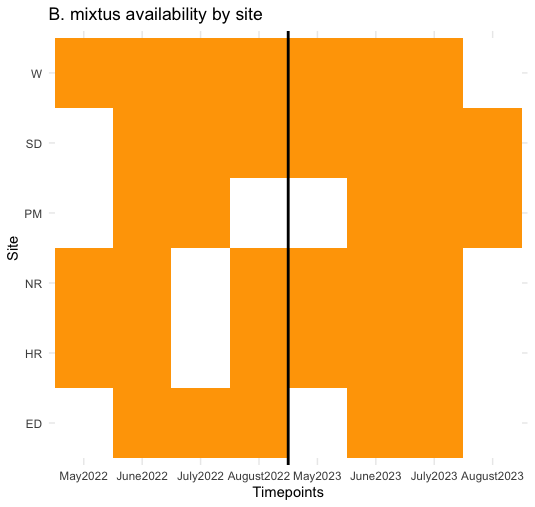 B. mixtus availability by site
W
SD
PM
NR
HR
ED
Site
May2022 June2022 July2022 August2022 May2023 June2023 July2023 August2023
Timepoints